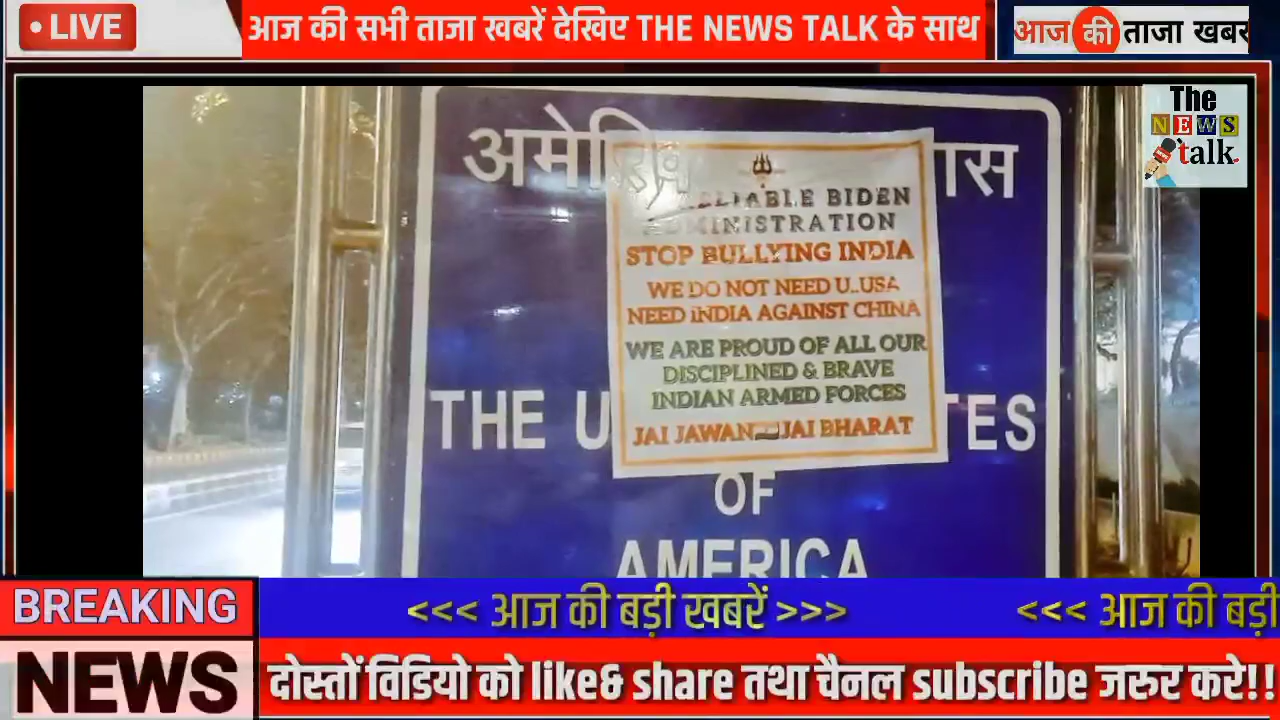 LIVE
आज की सभी ताजा खबरें देखिए THE NEWS TALK के साथ
आज की ताजा खबर
The
NEWS
talk.
BIDEN
STOP BULLYING INDIA
WE DO NOT NEED U..USA
NEED INDIA AGAINST CHINA
WE ARE PROUD OF ALL OUR
DISCIPLINED & BRAVE
INDIAN ARMED FORCES
JAI JAWAN JAI BHARAT
THE
OF
AMERICA
BREAKING
NEWS
<<< आज की बड़ी खबरें >>>
<<< आज की बड़ी
दोस्तों विडियो को like& share तथा चैनल subscribe जरुर करे!!